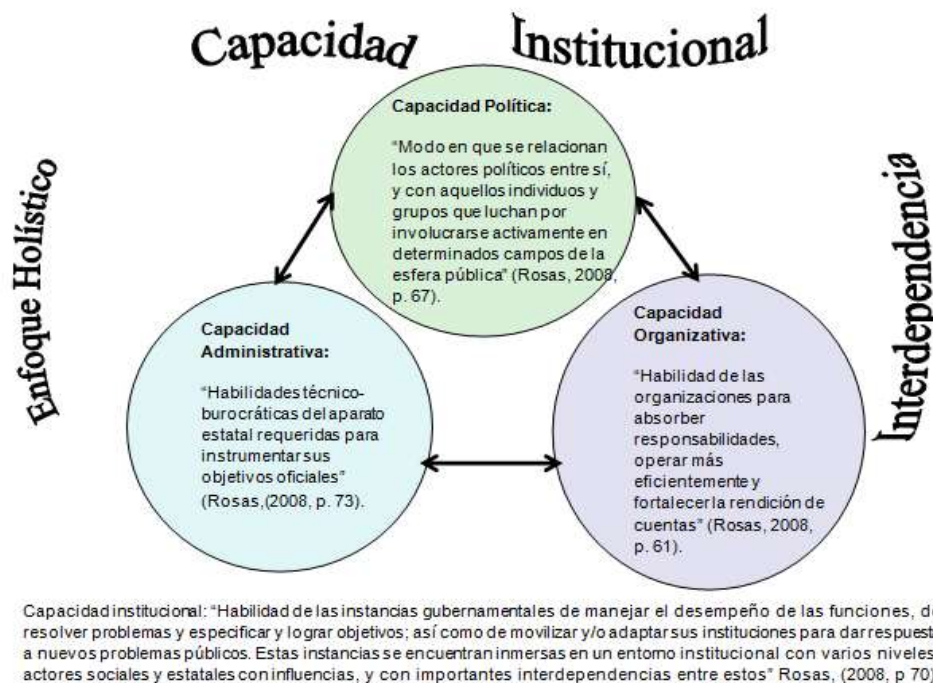 Capacidad Institucional
Enfoque Holístico
Interdependencia
Capacidad Política:
“Modo en que se relacionan
los actores políticos entre sí,
y con aquellos individuos y
grupos que luchan por
involucrarse activamente en
determinados campos de la
esfera pública” (Rosas, 2008,
p. 67).
Capacidad
Administrativa:
“Habilidades técnico-
burocráticas del aparato
estatal requeridas para
instrumentar sus
objetivos oficiales”
(Rosas,(2008, p. 73).
Capacidad
Organizativa:
“Habilidad de las
organizaciones para
absorber
responsabilidades,
operar más
eficientemente y
fortalecer la rendición de
cuentas” (Rosas, 2008,
p. 61).
Capacidad institucional: “Habilidad de las instancias gubernamentales de manejar el desempeño de las funciones, d
resolver problemas y especificar y lograr objetivos; así como de movilizar y/o adaptar sus instituciones para dar respuest
a nuevos problemas públicos. Estas instancias se encuentran inmersas en un entorno institucional con varios niveles
actores sociales y estatales con influencias, y con importantes interdependencias entre estos” Rosas, (2008, p 70)